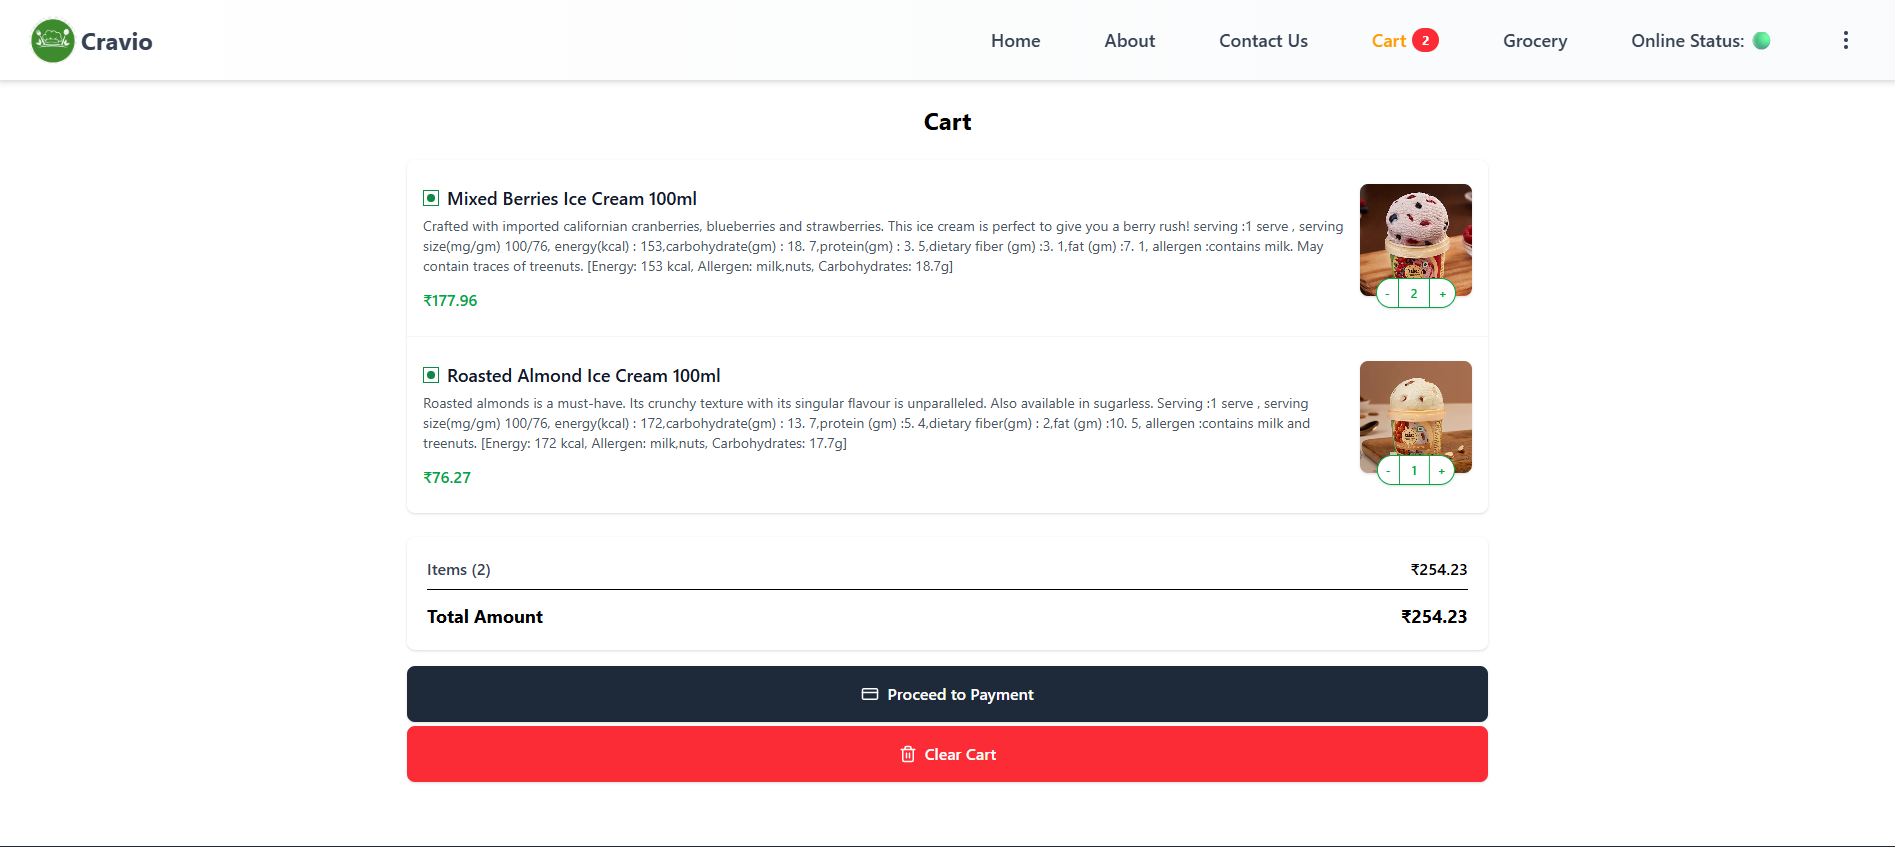 Cravio
Home
About
Contact Us
Cart 2
Grocery
Online Status:
Cart
Mixed Berries Ice Cream 100ml
Crafted with imported californian cranberries, blueberries and strawberries. This ice cream is perfect to give you a berry rush! serving :1 serve , serving
size(mg/gm) 100/76, energy(kcal) : 153,carbohydrate(gm) : 18. 7,protein(gm) : 3. 5,dietary fiber (gm) :3. 1,fat (gm) :7. 1, allergen :contains milk. May
contain traces of treenuts. [Energy: 153 kcal, Allergen: milk,nuts, Carbohydrates: 18.7g]
₹177.96
- 2 +
Roasted Almond Ice Cream 100ml
Roasted almonds is a must-have. Its crunchy texture with its singular flavour is unparalleled. Also available in sugarless. Serving :1 serve , serving
size(mg/gm) 100/76, energy(kcal) : 172,carbohydrate(gm) : 13. 7,protein (gm) :5. 4,dietary fiber(gm) : 2,fat (gm) :10. 5, allergen :contains milk and
treenuts. [Energy: 172 kcal, Allergen: milk,nuts, Carbohydrates: 17.7g]
₹76.27
- 1 +
Items (2) ₹254.23
Total Amount ₹254.23
Proceed to Payment
Clear Cart